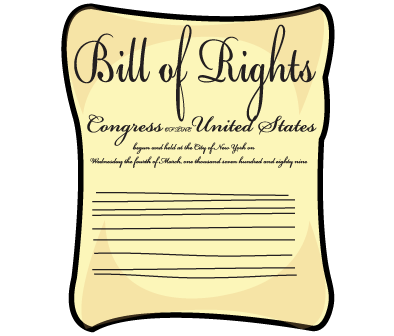 Bill of Rights
Congress OF THE United States
begun and held at the City of New York on
Wednesday the fourth of March, one thousand seven hundred and eighty nine